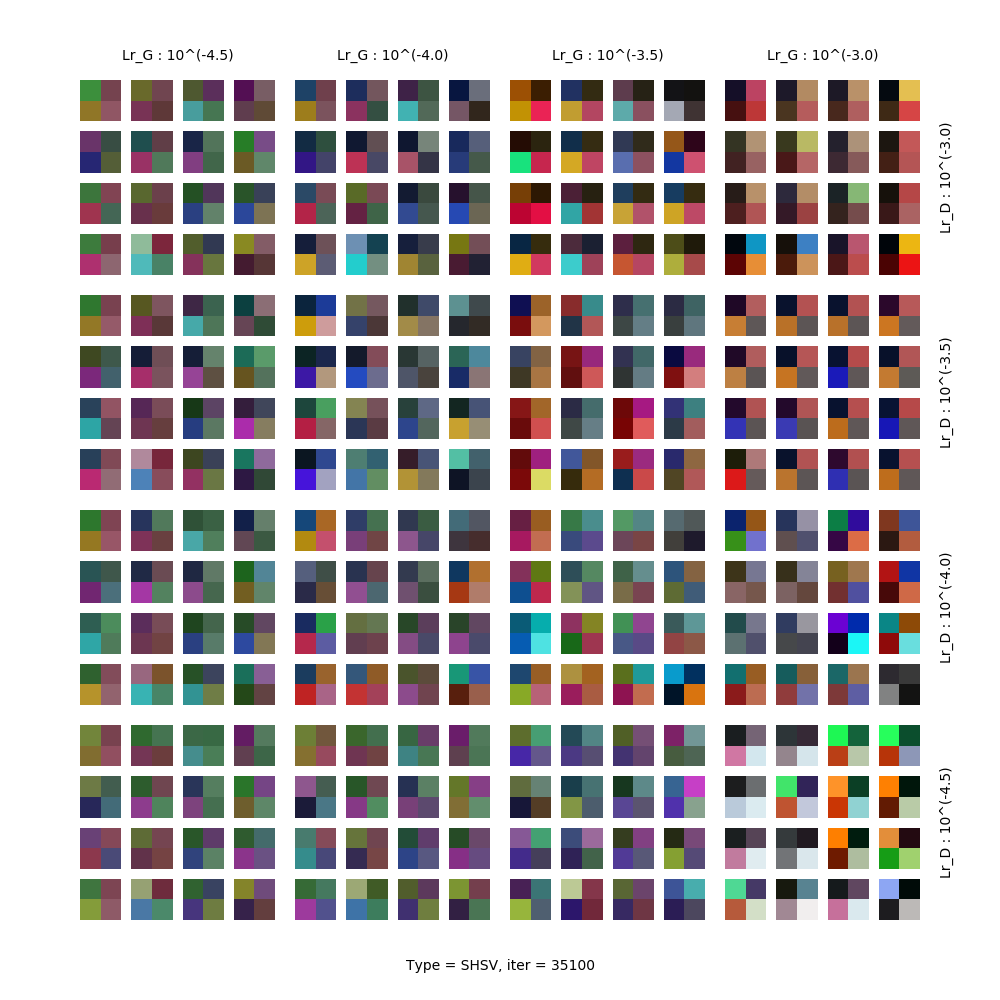 Lr_G : 10^(-4.5)
Lr_G : 10^(-4.0)
Lr_G : 10^(-3.5)
Lr_G : 10^(-3.0)
Lr_D : 10^(-3.0)
Lr_D : 10^(-3.5)
Lr_D : 10^(-4.0)
Lr_D : 10^(-4.5)
Type = SHSV, iter = 35100